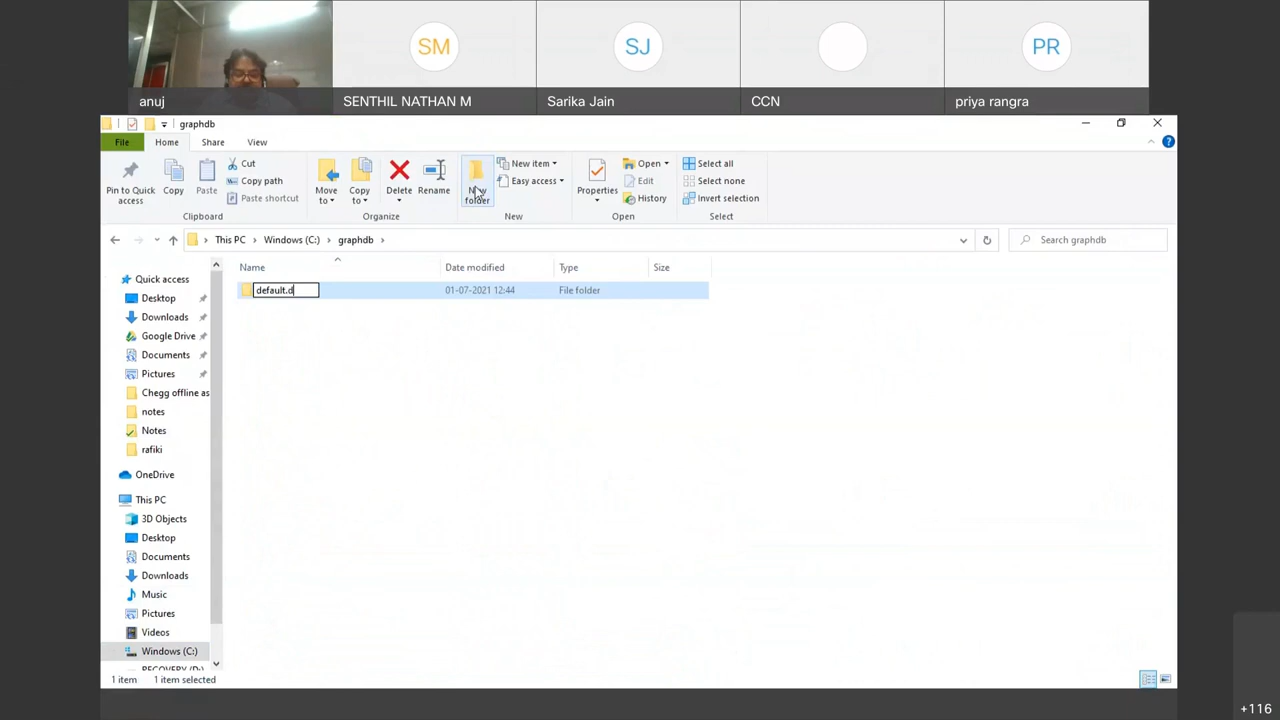 SM
SJ
PR
anuj
SENTHIL NATHAN M
Sarika Jain
CCN
priya rangra
graphdb
File
Home
Share
View
Pin to Quick access
Copy
Paste
Cut
Copy path
Paste shortcut
Clipboard
Move to
Copy to
Delete
Rename
Organize
New folder
New item
Easy access
New
Properties
Open
Edit
History
Open
Select all
Select none
Invert selection
Select
This PC > Windows (C:) > graphdb >
Search graphdb
Name
Date modified
Type
Size
default.d
01-07-2021 12:44
File folder
Quick access
Desktop
Downloads
Google Drive
Documents
Pictures
Chegg offline as
notes
Notes
rafiki
OneDrive
This PC
3D Objects
Desktop
Documents
Downloads
Music
Pictures
Videos
Windows (C:)
RECOVERY (D:)
1 item
1 item selected
+116